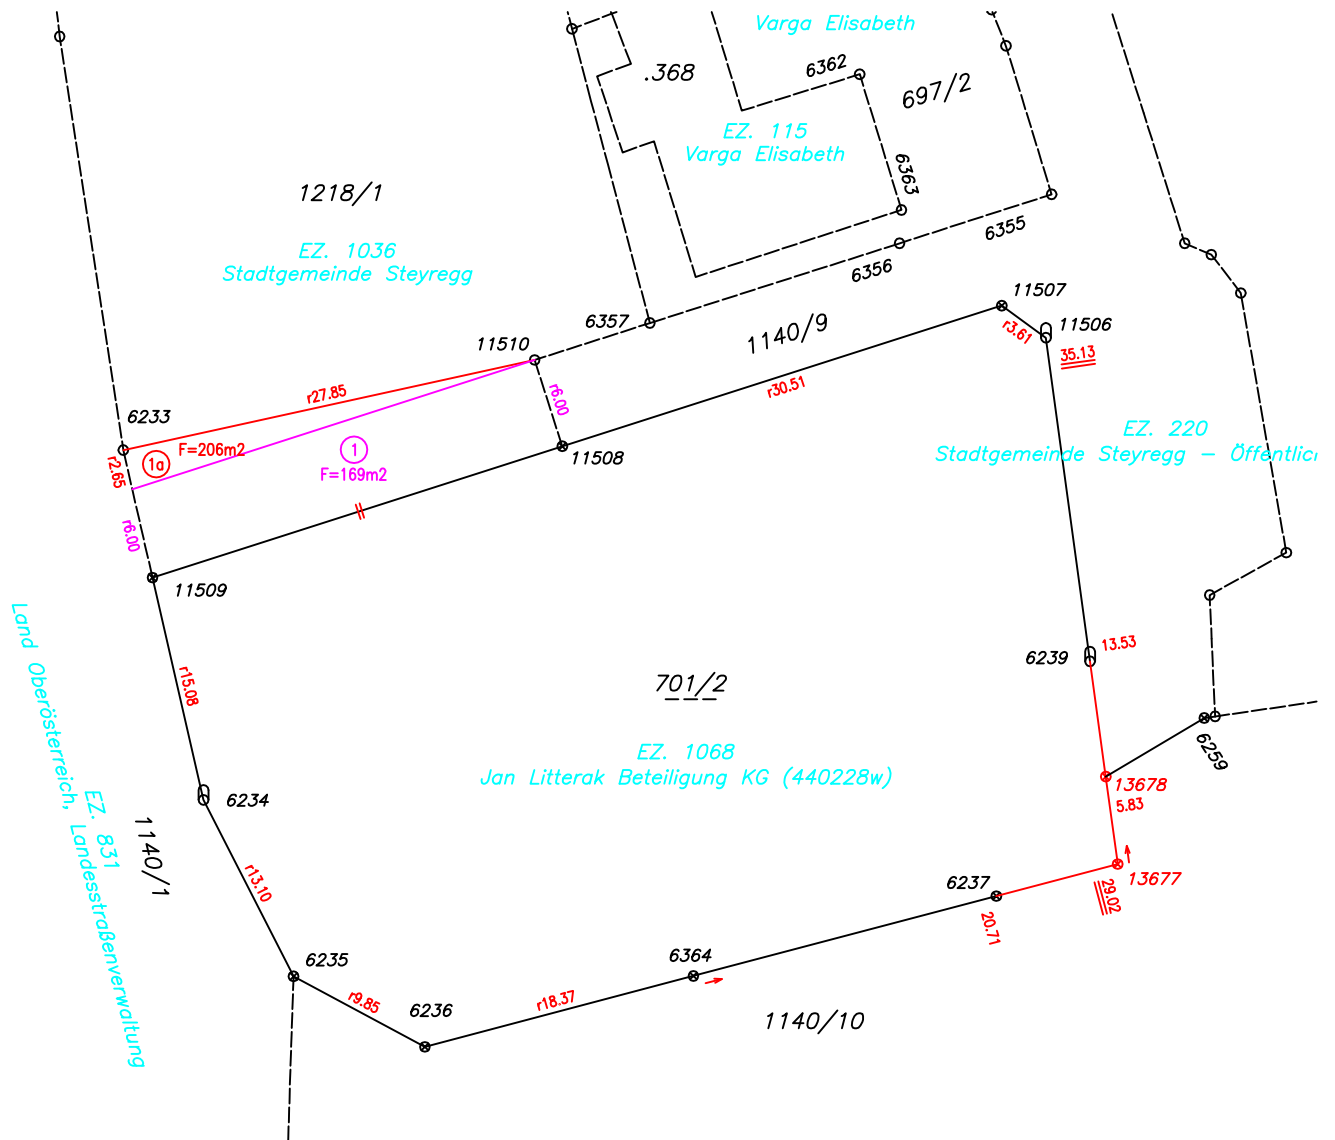 Varga Elisabeth
6362
.368
697/2
EZ. 115
Varga Elisabeth
6363
1218/1
6355
EZ. 1036
Stadtgemeinde Steyregg
6356
11507
6357
11506
1140/9
11510
35.13
r3.61
r27.85
r30.51
r6.00
6233
EZ. 220
Stadtgemeinde Steyregg – Öffentlic
F=206m2
1a
1
F=169m2
r2.65
11508
r6.00
11509
Land Oberösterreich, Landesstraßenverwaltung
EZ. 831
r15.08
13.53
6239
701/2
6259
EZ. 1068
Jan Litterak Beteiligung KG (440228w)
13678
6234
5.83
1140/1
r13.10
6237
13677
29.02
20.71
6235
6364
r9.85
r18.37
6236
1140/10